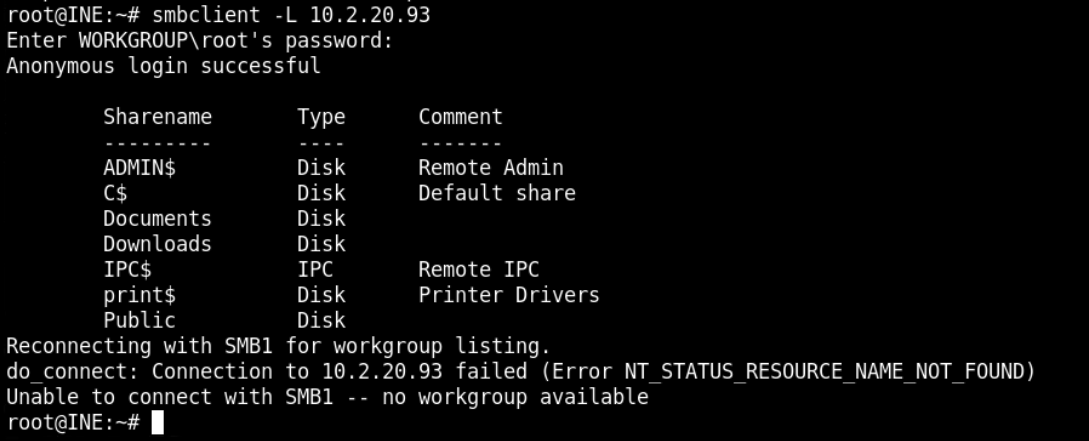 root@INE:~# smbclient -L 10.2.20.93
Enter WORKGROUP\root's password:
Anonymous login successful
Sharename Type Comment
--------- ---- -------
ADMIN$ Disk Remote Admin
C$ Disk Default share
Documents Disk
Downloads Disk
IPC$ IPC Remote IPC
print$ Disk Printer Drivers
Public Disk
Reconnecting with SMB1 for workgroup listing.
do_connect: Connection to 10.2.20.93 failed (Error NT_STATUS_RESOURCE_NAME_NOT_FOUND)
Unable to connect with SMB1 -- no workgroup available
root@INE:~#